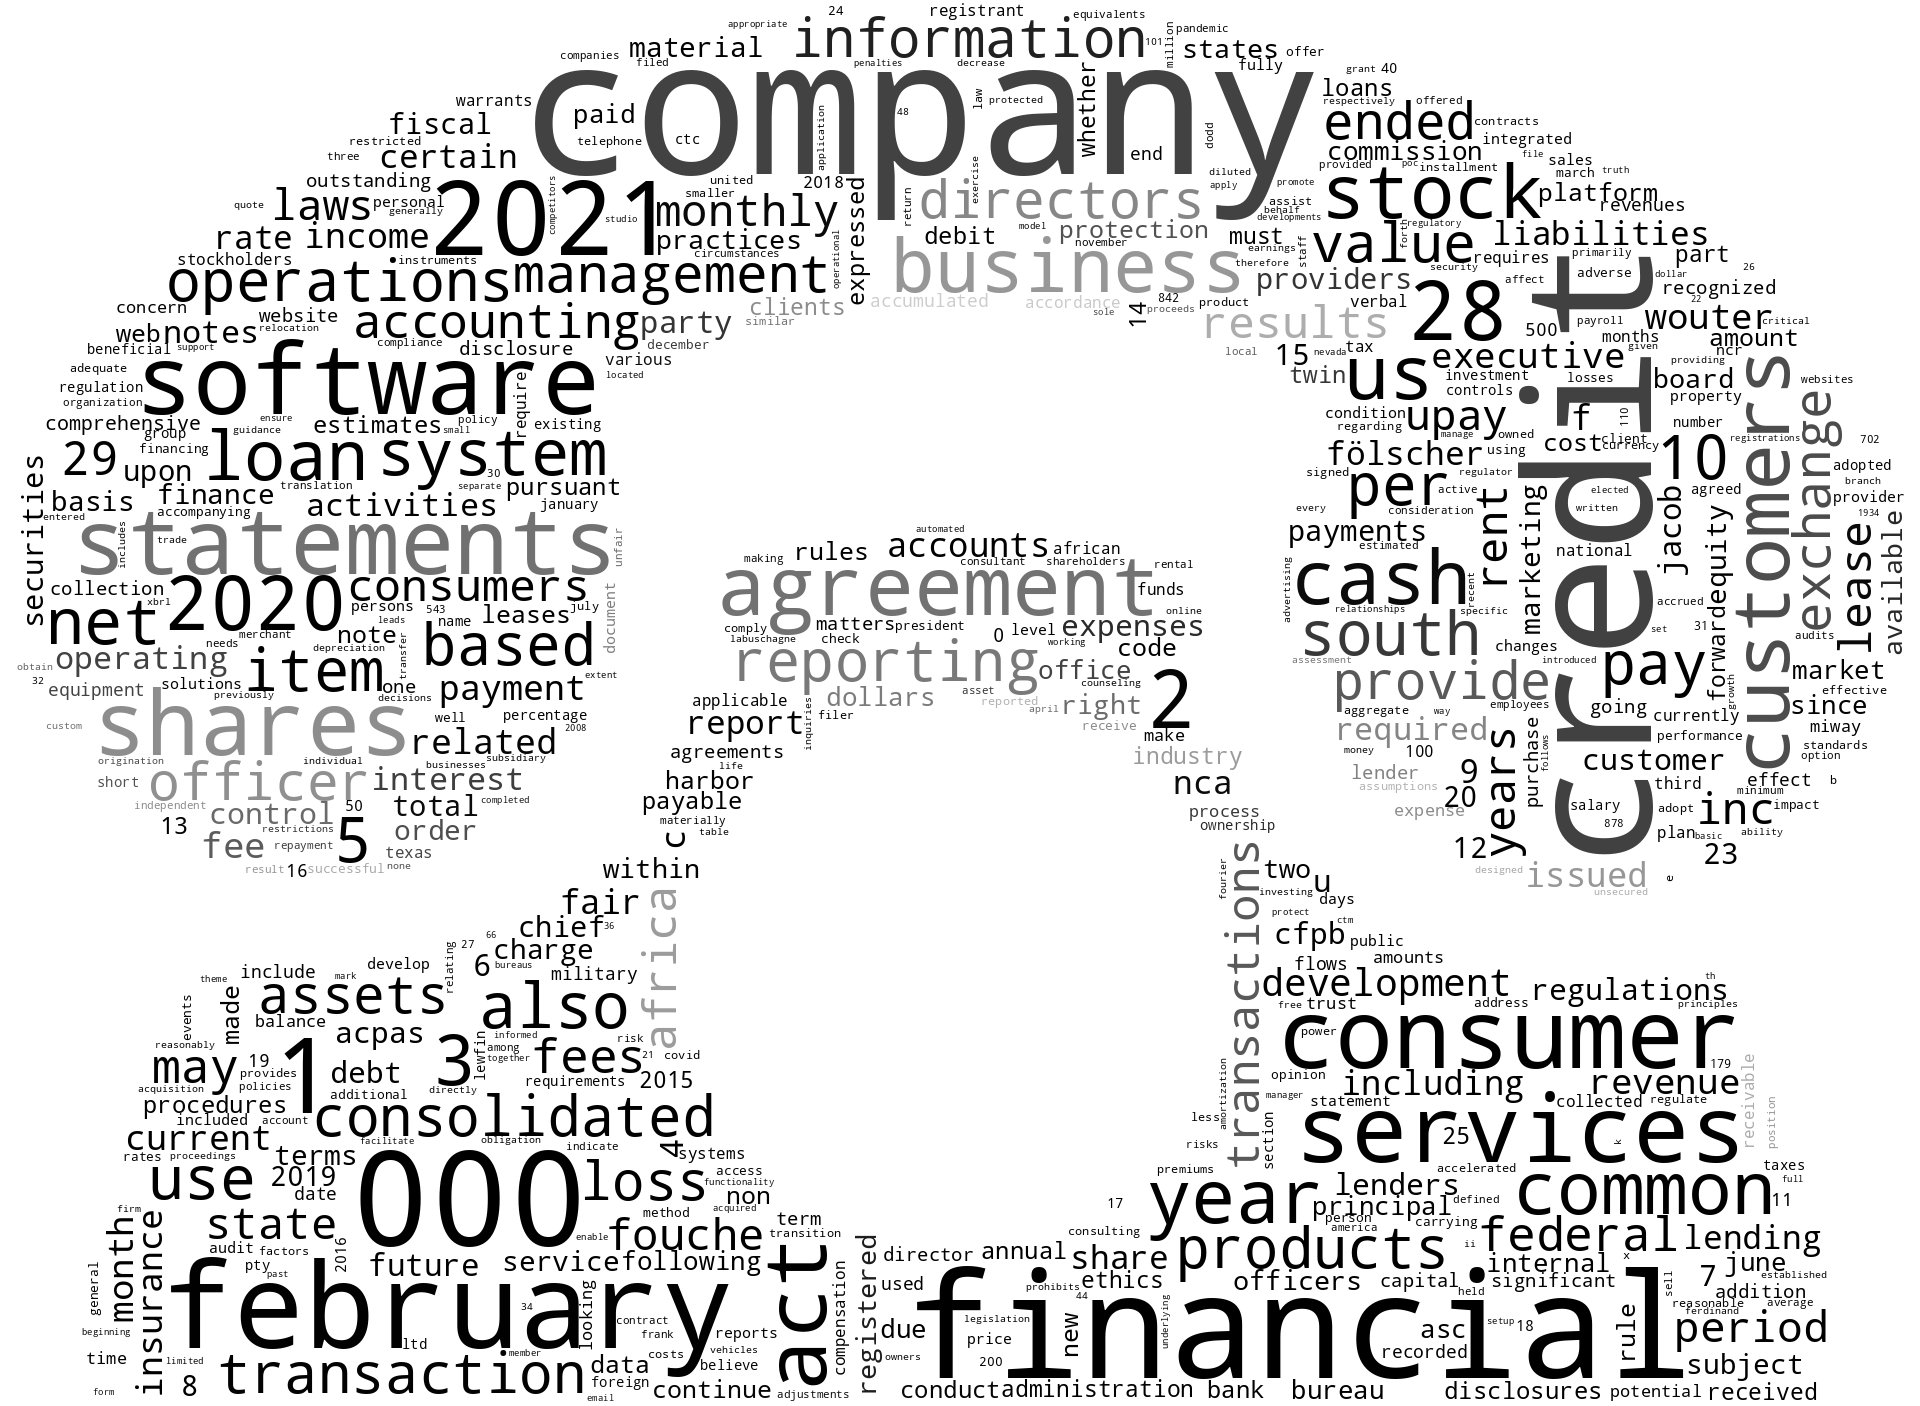 24 registrant equivalents
appropriate information 101 million pandemic
companies material filed penalties decrease states offer fully
company
warrants paid telephone ctc application 48 law protected whether end dodd
grant 40 loans respectively offered
fiscal restricted three certain ended contracts integrated
commission file sales march truth
provided poc installment
outstanding personal generally quote laws 2021 competitors studio united smaller 2018
monthly operational expressed return directors exercise diluted apply promote stock platform revenues
rate income practices circumstances debit model november protection must assist behalf developments earnings therefore staff value forth regulatory liabilities
stockholders instruments operations management business providers security requires primarily part
concern website relocation clients similar accumulated accordance sole 14 842 proceeds product verbal 28 affect adverse dollar 26 recognized 22
web notes accounting party december results 500 payroll wouter critical
beneficial support compliance disclosure various located local nevada 15 tax us executive months given amount ncr
adequate regulation organization software require twin investment controls losses providing board property websites
comprehensive group guidance ensure estimates policy small existing condition regarding upay manage owned f 110 cost client currency number registrations 702
securities 29 upon financing loan system 30 separate translation fölscher using signed regulator 10 exchange adopted branch
basis entered finance accompanying activities pursuant january per active every consideration rent marketing elected written credit jacob agreed provider 1934
statements includes trade unfair automated making rules accounts african consultant shareholders rental payments estimated national equity customers lease available
collection xbrl net 2020 consumers persons 543 name leads leases july document agreement funds online advertising cash precent relationships specific accrued
needs merchant note depreciation transfer based comply labuschagne matters check president 0 level working expenses code south changes set 31 audits
obtain 32 operating item one decisions extent reporting office counseling assessment introduced pay forward market
equipment solutions previously payment applicable inquiries dollars asset reported april right receive 2 provide growth effective
custom shares well percentage 2008 report filer make aggregate way employees going currently since miway
origination individual related businesses subsidiary agreements life industry required money 100 years purchase follows performance standards option
short officer interest harbor nca lender assumptions 9 customer third effect b
independent control 50 total completed payable materially table process ownership expense 20 salary 878 adopt minimum inc impact
13 restrictions 5 order c plan basic ability
fee repayment texas within 12 23
result 16 successful none fourier two investing u days designed issued unsecured e
fair africa protect ctm
chief 36 66 27 charge cfpb public
theme include mark develop relating 6 bureaus military transactions flows amounts th
events made assets also development regulations principles
balance acpas informed risk free trust address
reasonably 3 lewfin among together fees 21 covid power consumer
may 19 provides policies 1 debt requirements 2015 opinion 179
acquisition procedures additional directly manager including revenue receivable
included account consolidated less amortization statement collected regulate position
current facilitate obligation indicate 4 systems risks section services 25 k
rates proceedings terms access functionality premiums accelerated taxes full
use 2019 date 000 loss non acquired 17 year lenders principal defined common 11
firm state method enable fouche term transition consulting person america carrying federal lending
month audit factors 2016 service following director annual share products ii x
pty past future act registered used ethics officers capital internal june
general insurance february 34 looking compensation prohibits 44 held significant sell 7 established addition
beginning contract frank reports legislation financial underlying setup 18 reasonable average ferdinand
time ltd costs vehicles due price new asc rule period
limited member data believe owners 200 recorded subject
form 8 transaction foreign email continue adjustments conduct administration bank bureau disclosures potential received